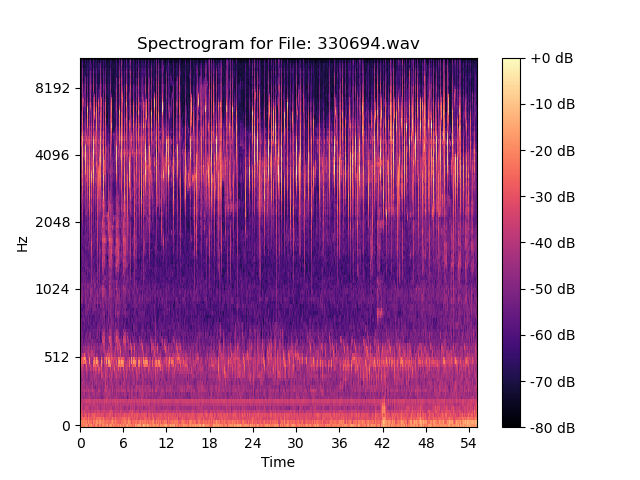 Spectrogram for File: 330694.wav
Hz
8192
4096
2048
1024
512
0
0 6 12 18 24 30 36 42 48 54
Time
+0 dB
-10 dB
-20 dB
-30 dB
-40 dB
-50 dB
-60 dB
-70 dB
-80 dB